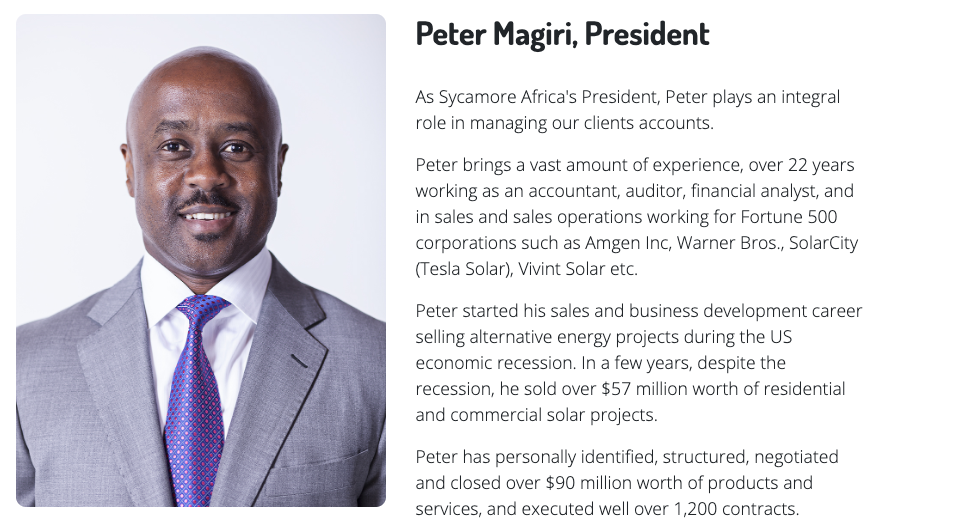 Peter Magiri, President
As Sycamore Africa's President, Peter plays an integral
role in managing our clients accounts.
Peter brings a vast amount of experience, over 22 years
working as an accountant, auditor, financial analyst, and
in sales and sales operations working for Fortune 500
corporations such as Amgen Inc, Warner Bros., SolarCity
(Tesla Solar), Vivint Solar etc.
Peter started his sales and business development career
selling alternative energy projects during the US
economic recession. In a few years, despite the
recession, he sold over $57 million worth of residential
and commercial solar projects.
Peter has personally identified, structured, negotiated
and closed over $90 million worth of products and
services, and executed well over 1,200 contracts.